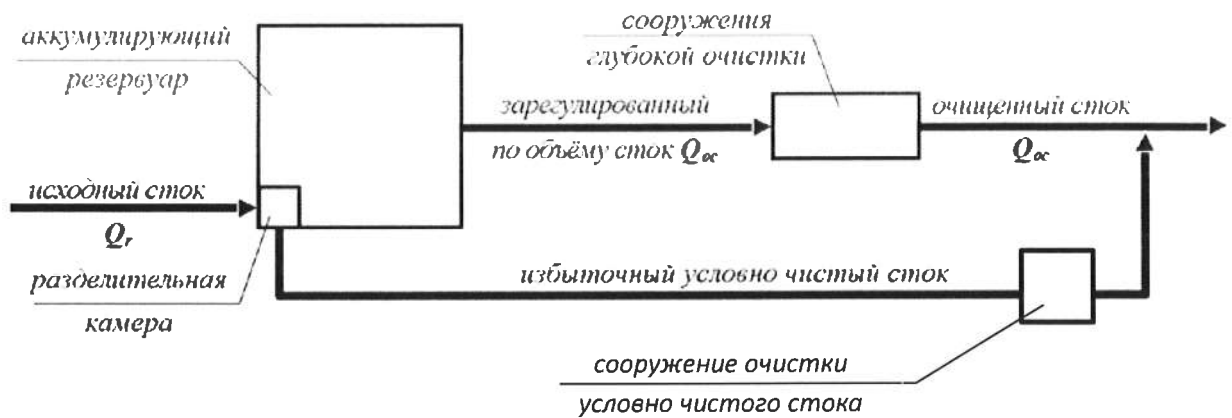 аккумулирующий
резервуар
сооружения
глубокой очистки
зарегулированный
по объёму сток Qос
очищенный сток
Qос
исходный сток
Qr
разделительная
камера
избыточный условно чистый сток
сооружение очистки
условно чистого стока